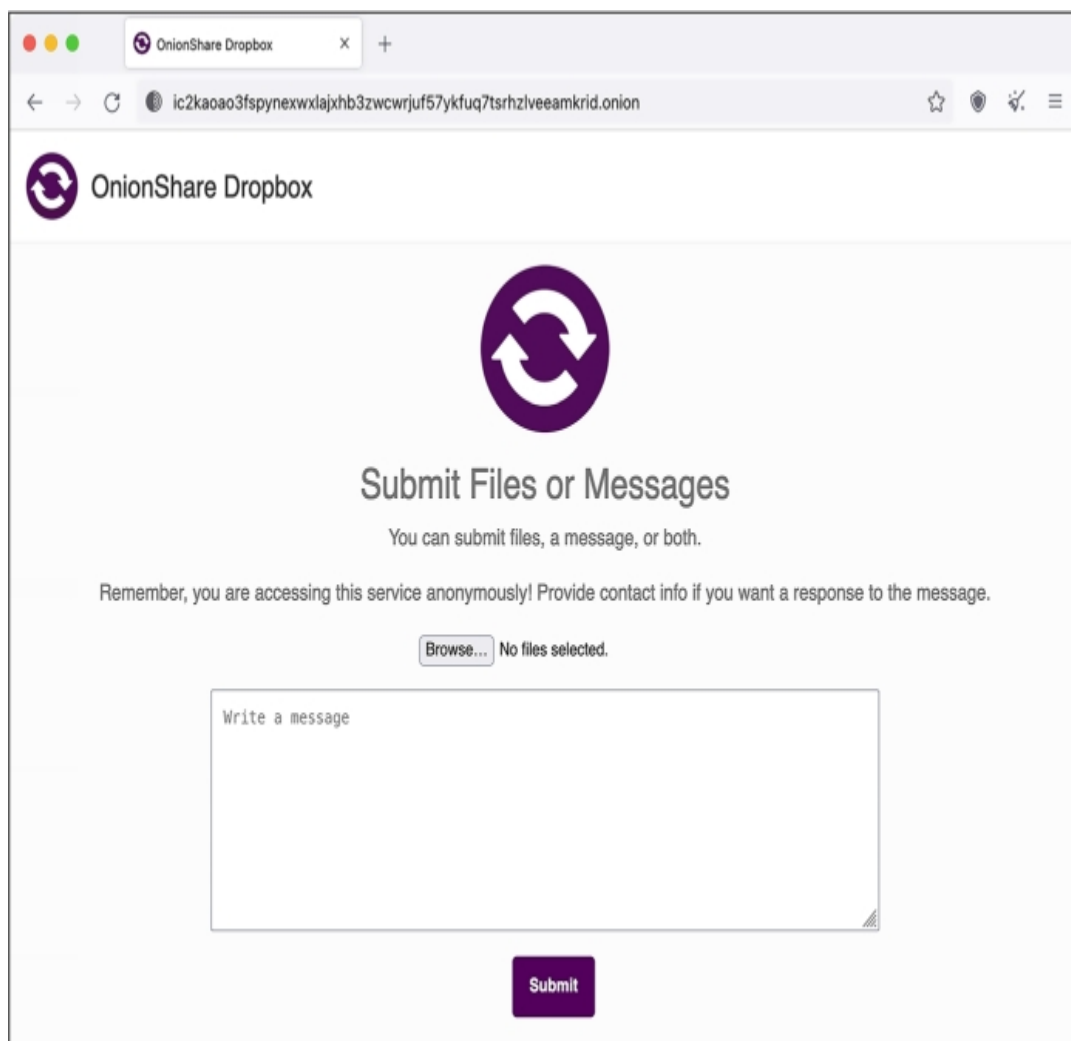 OnionShare Dropbox
ic2kaoao3fspynexwxlajxhb3zwcwrjuf57ykfuq7tsrhzlveeamkrid.onion
OnionShare Dropbox
Submit Files or Messages
You can submit files, a message, or both.
Remember, you are accessing this service anonymously! Provide contact info if you want a response to the message.
Browse... No files selected.
Write a message
Submit